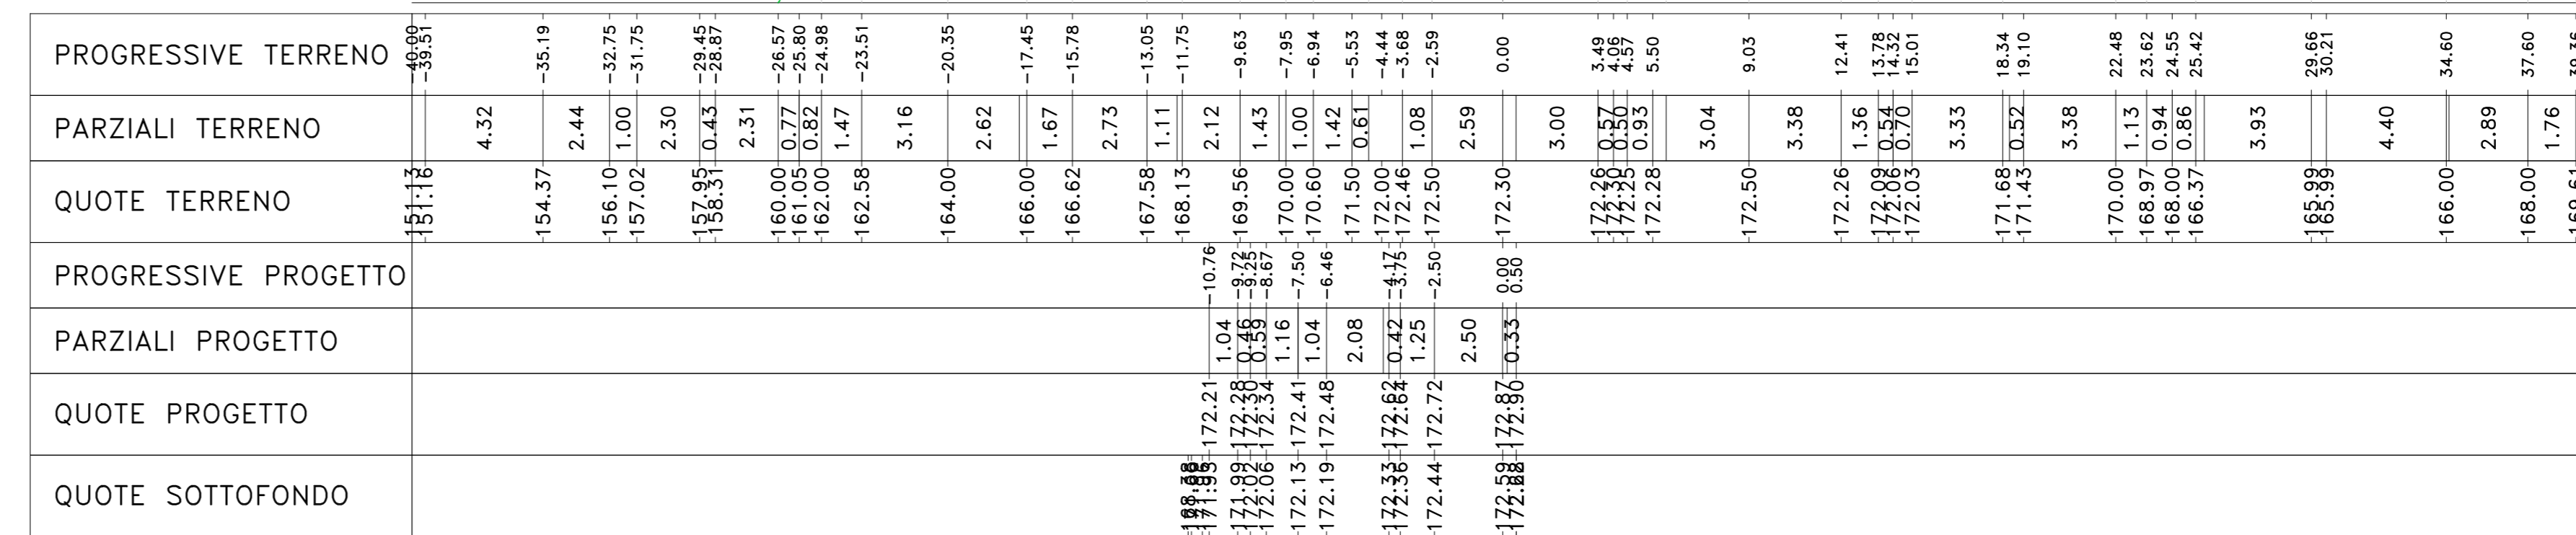 PROGRESSIVE TERRENO -40.00 -39.51 -35.19 -32.75 -31.75 -29.45 -28.87 -26.57 -25.80 -24.98 -23.51 -20.35 -17.45 -15.78 -13.05 -11.75 -9.63 -7.95 -6.94 -5.53 -4.44 -3.68 -2.59 0.00 3.49 4.06 4.57 5.50 9.03 12.41 13.78 14.32 15.01 18.34 19.10 22.48 23.62 24.55 25.42 29.66 30.21 34.60 37.60
PARZIALI TERRENO 4.32 2.44 1.00 2.30 0.43 2.31 0.77 0.82 1.47 3.16 2.62 1.67 2.73 1.11 2.12 1.43 1.00 1.42 0.61 1.08 2.59 3.00 0.57 0.50 0.93 3.04 3.38 1.36 0.54 0.70 3.33 0.52 3.38 1.13 0.94 0.86 3.93 4.40 2.89 1.76
QUOTE TERRENO 151.13 151.16 154.37 156.10 157.02 157.95 158.31 160.00 161.05 162.00 162.58 164.00 166.00 166.62 167.58 168.13 169.56 170.00 170.60 171.50 172.00 172.46 172.50 172.30 172.26 172.30 172.25 172.28 172.50 172.26 172.09 172.06 172.03 171.68 171.43 170.00 168.97 168.00 166.37 165.99 165.99 166.00 168.00
PROGRESSIVE PROGETTO -10.76 -9.72 -9.25 -8.67 -7.50 -6.46 -4.17 -3.75 -2.50 0.00 0.50
PARZIALI PROGETTO 1.04 0.46 0.59 1.16 1.04 2.08 0.42 1.25 2.50 0.33
QUOTE PROGETTO 172.21 172.28 172.30 172.34 172.41 172.48 172.62 172.64 172.72 172.87 172.90
QUOTE SOTTOFONDO 171.93 171.99 172.02 172.06 172.13 172.19 172.33 172.36 172.44 172.59